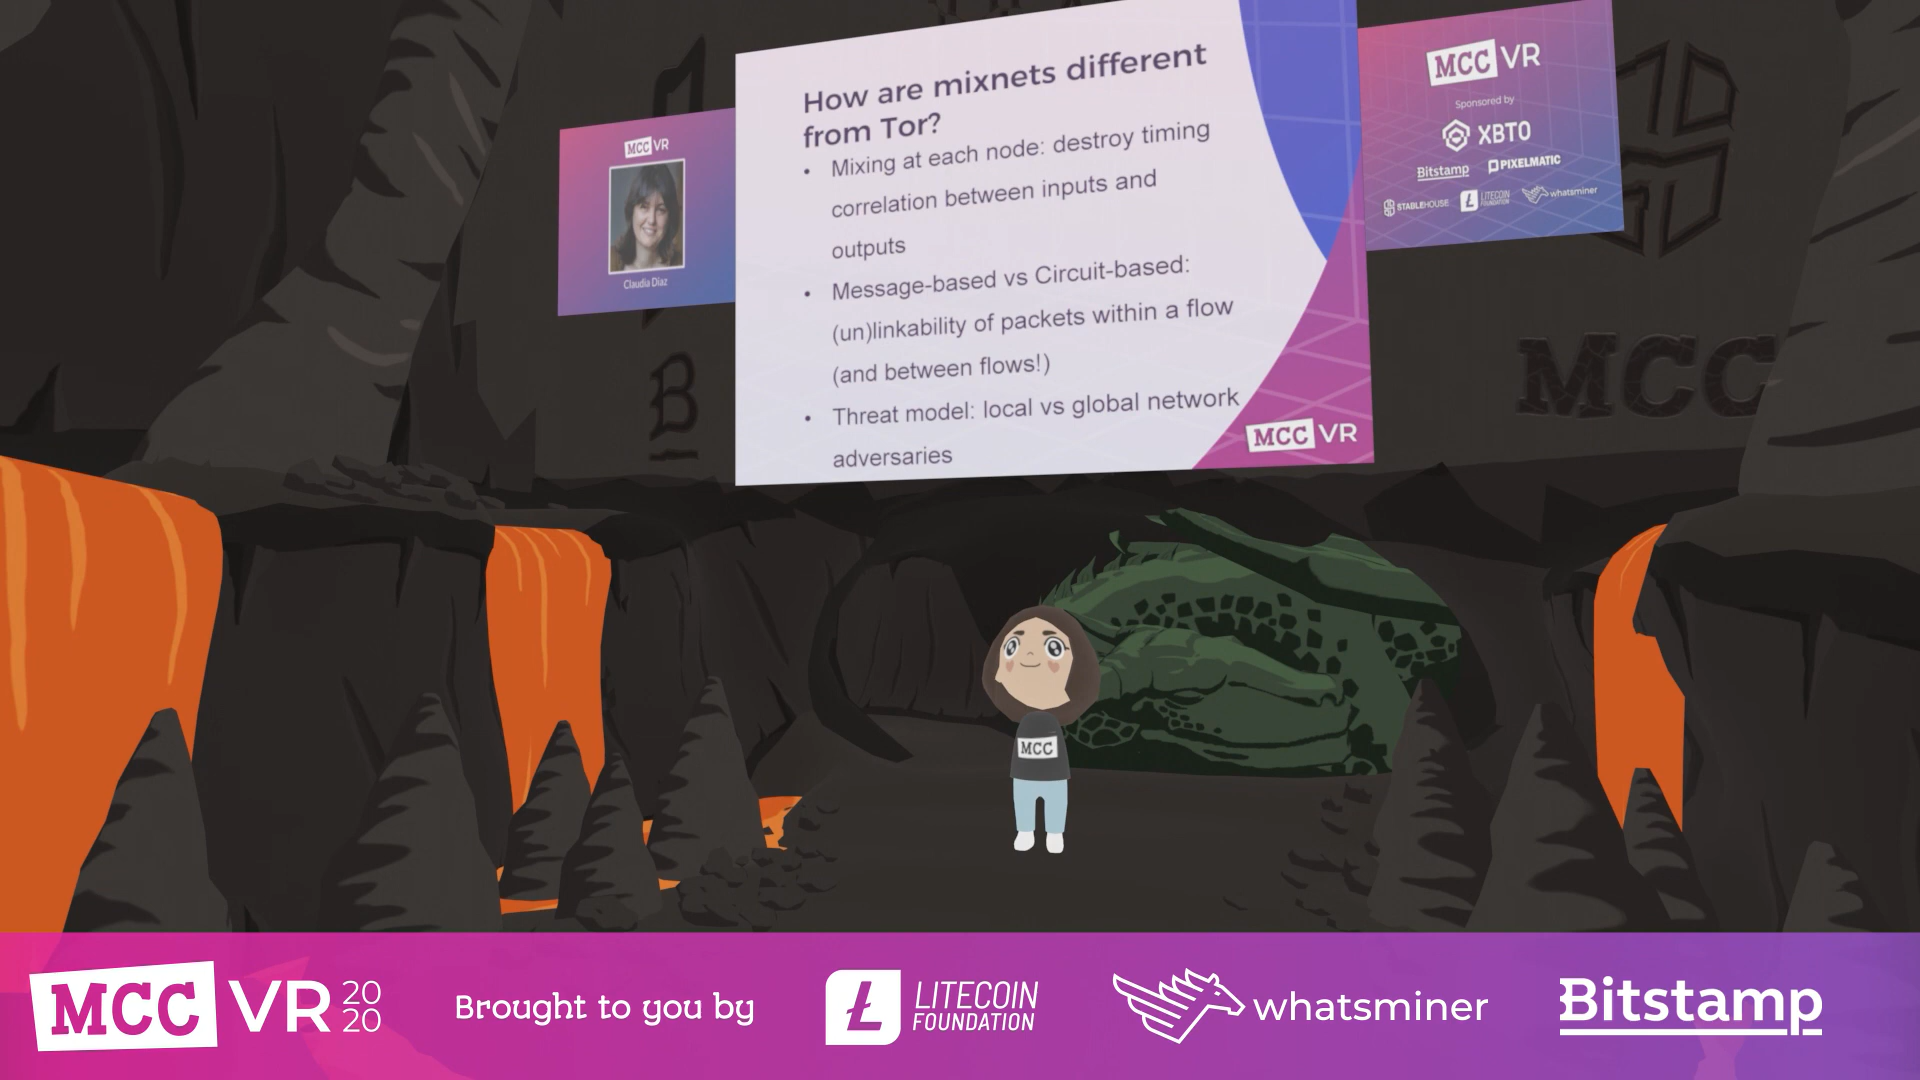 MCC VR
Claudia Diaz
How are mixnets different
from Tor?
• Mixing at each node: destroy timing
correlation between inputs and
outputs
• Message-based vs Circuit-based:
(un)linkability of packets within a flow
(and between flows!)
• Threat model: local vs global network
adversaries
MCC VR
MCC VR
Sponsored by
XBTO
Bitstamp PIXELMATIC
STABLEHOUSE LITECOIN FOUNDATION whatsminer
B
MCC
MCC
MCC VR 2020
Brought to you by
LITECOIN
FOUNDATION
whatsminer
Bitstamp